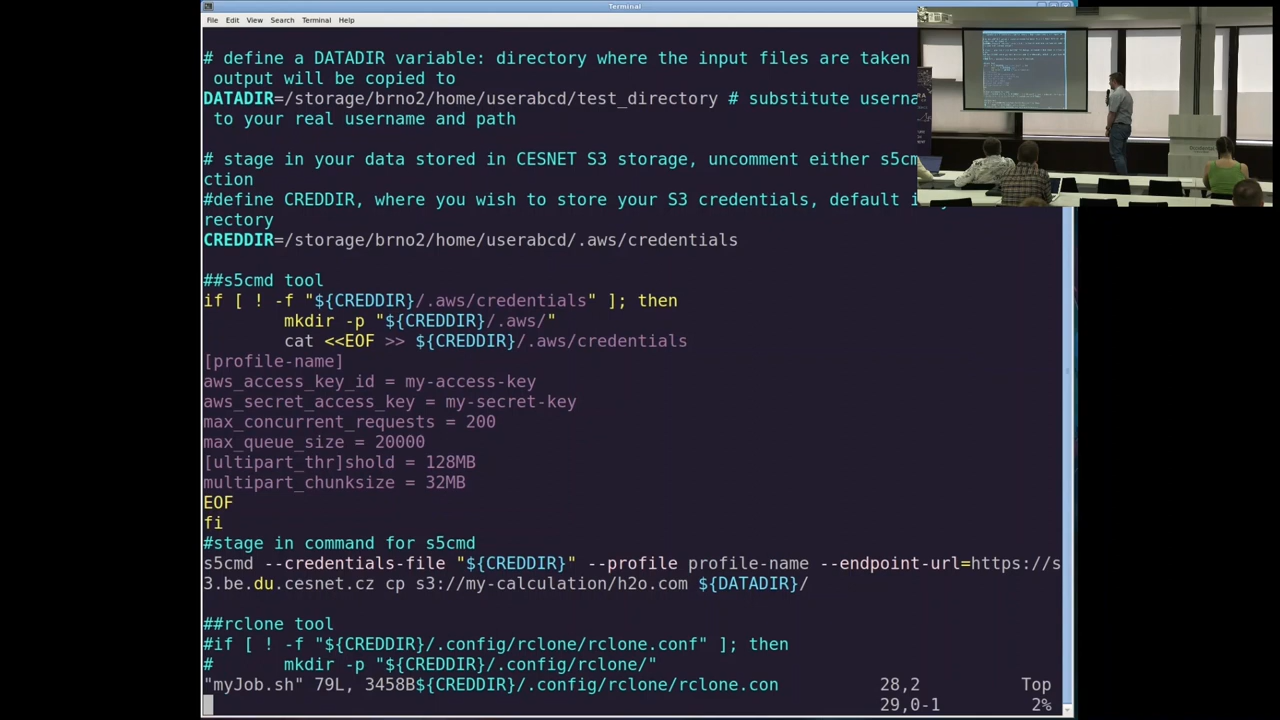 Terminal
File Edit View Search Terminal Help
# define a DATADIR variable: directory where the input files are taken
 output will be copied to
DATADIR=/storage/brno2/home/userabcd/test_directory # substitute userna
 to your real username and path
# stage in your data stored in CESNET S3 storage, uncomment either s5cm
ction
#define CREDDIR, where you wish to store your S3 credentials, default i
rectory
CREDDIR=/storage/brno2/home/userabcd/.aws/credentials
##s5cmd tool
if [ ! -f "${CREDDIR}/.aws/credentials" ]; then
        mkdir -p "${CREDDIR}/.aws/"
        cat <<EOF >> ${CREDDIR}/.aws/credentials
[profile-name]
aws_access_key_id = my-access-key
aws_secret_access_key = my-secret-key
max_concurrent_requests = 200
max_queue_size = 20000
[ultipart_thr]shold = 128MB
multipart_chunksize = 32MB
EOF
fi
#stage in command for s5cmd
s5cmd --credentials-file "${CREDDIR}" --profile profile-name --endpoint-url=https://s
3.be.du.cesnet.cz cp s3://my-calculation/h2o.com ${DATADIR}/
##rclone tool
#if [ ! -f "${CREDDIR}/.config/rclone/rclone.conf" ]; then
#       mkdir -p "${CREDDIR}/.config/rclone/"
"myJob.sh" 79L, 3458B${CREDDIR}/.config/rclone/rclone.con 28,2 Top
29,0-1 2%